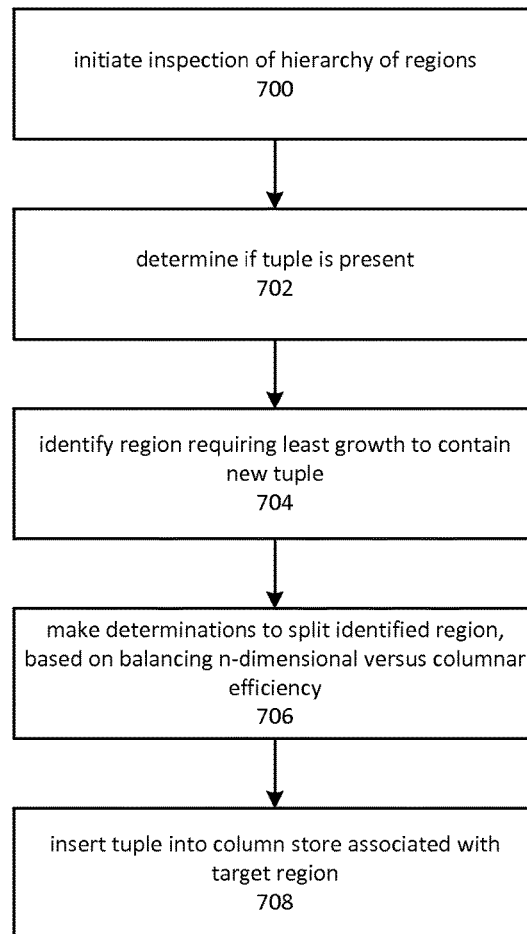 initiate inspection of hierarchy of regions
700
determine if tuple is present
702
identify region requiring least growth to contain
new tuple
704
make determinations to split identified region,
based on balancing n-dimensional versus columnar
efficiency
706
insert tuple into column store associated with
target region
708